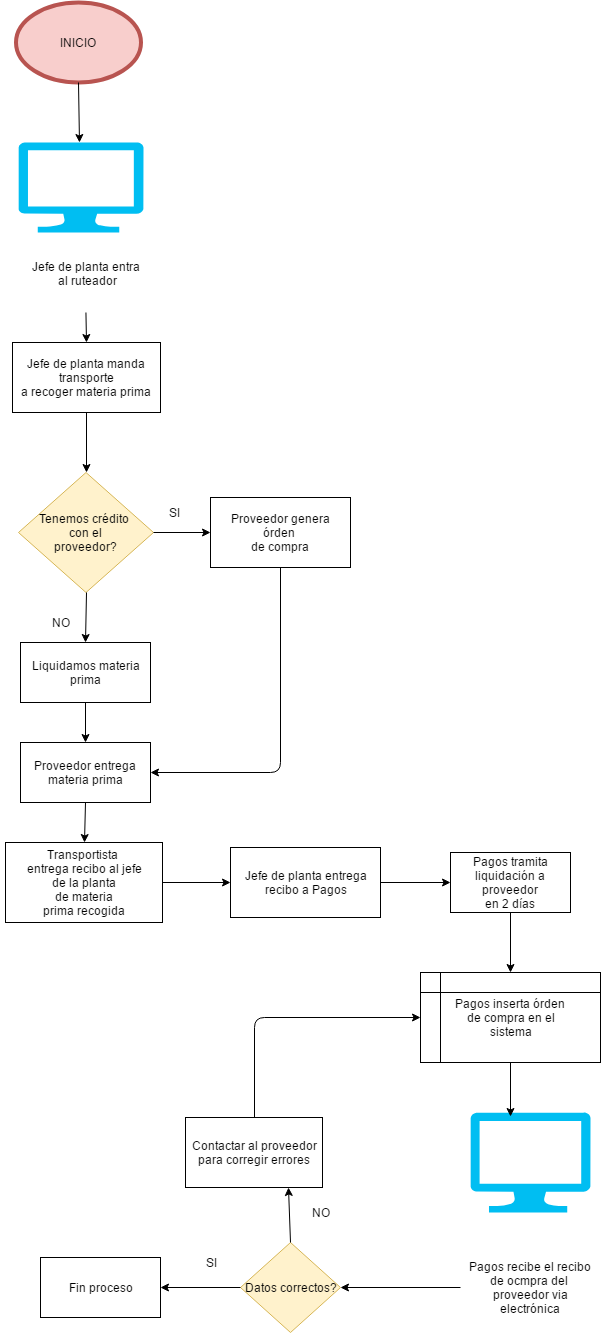 INICIO
Jefe de planta entra
al ruteador
Jefe de planta manda
transporte
a recoger materia prima
Tenemos crédito
con el
proveedor?
SI
Proveedor genera
órden
de compra
NO
Liquidamos materia
prima
Proveedor entrega
materia prima
Transportista
entrega recibo al jefe
de la planta
de materia
prima recogida
Jefe de planta entrega
recibo a Pagos
Pagos tramita
liquidación a
proveedor
en 2 días
Pagos inserta órden
de compra en el
sistema
Contactar al proveedor
para corregir errores
NO
SI
Fin proceso
Datos correctos?
Pagos recibe el recibo
de ocmpra del
proveedor via
electrónica